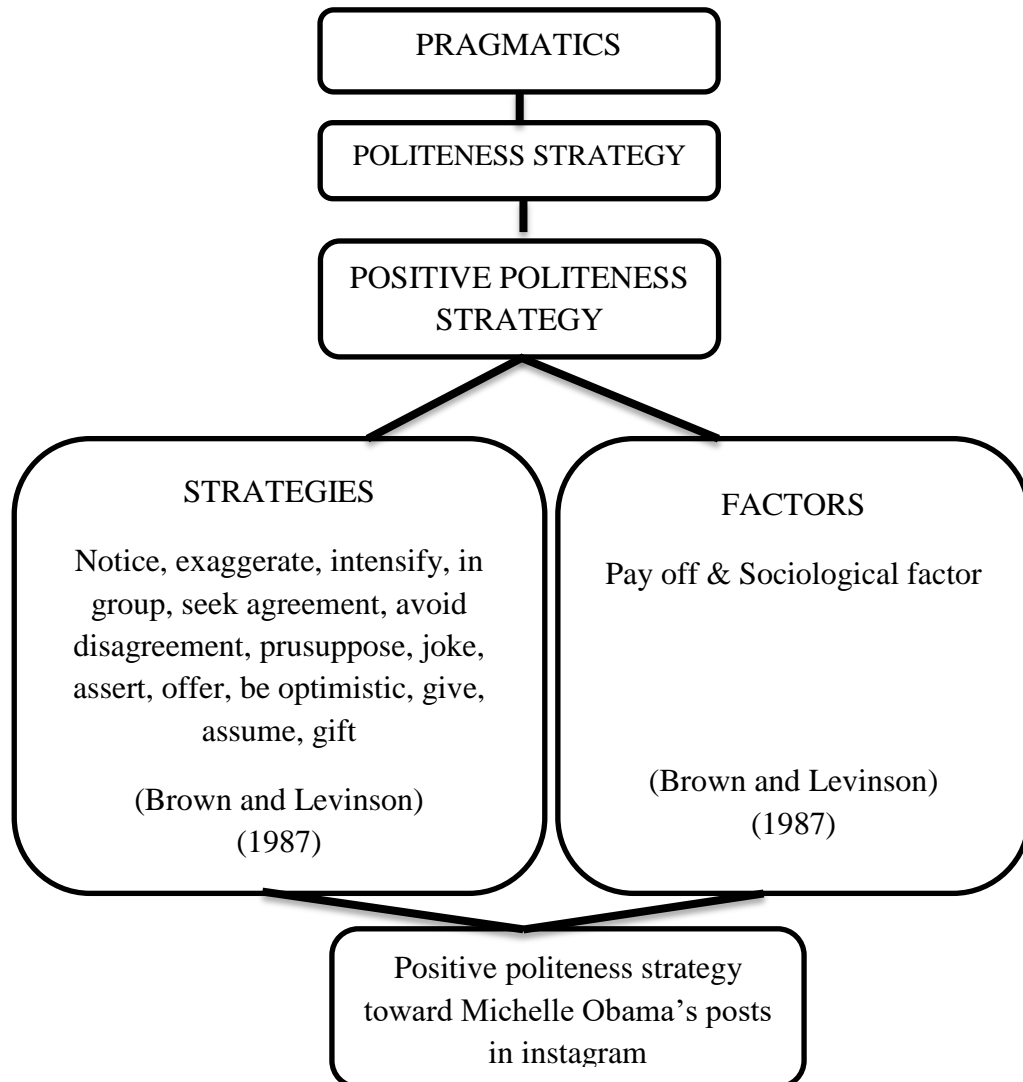 PRAGMATICS
POLITENESS STRATEGY
POSITIVE POLITENESS
STRATEGY
STRATEGIES
Notice, exaggerate, intensify, in
group, seek agreement, avoid
disagreement, prusuppose, joke,
assert, offer, be optimistic, give,
assume, gift
(Brown and Levinson)
(1987)
FACTORS
Pay off & Sociological factor
(Brown and Levinson)
(1987)
Positive politeness strategy
toward Michelle Obama’s posts
in instagram